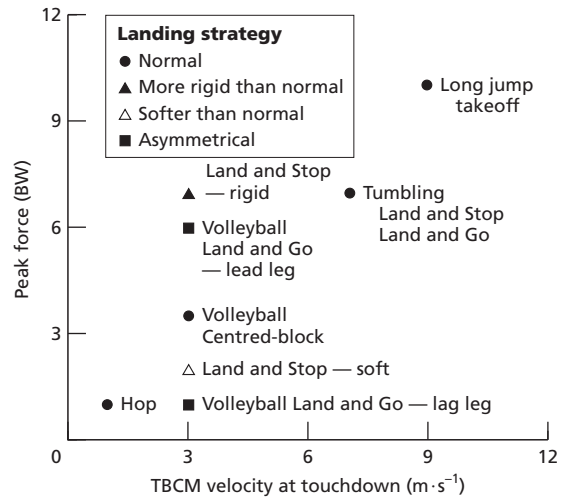 12
Landing strategy
Normal
More rigid than normal
Softer than normal
Asymmetrical
Long jump
takeoff
9
Land and Stop
— rigid
Tumbling
Land and Stop
Land and Go
Volleyball
Land and Go
— lead leg
6
Peak force (BW)
Volleyball
Centred-block
3
Land and Stop — soft
Hop
Volleyball Land and Go — lag leg
0 3 6 9 12
TBCM velocity at touchdown (m·s⁻¹)